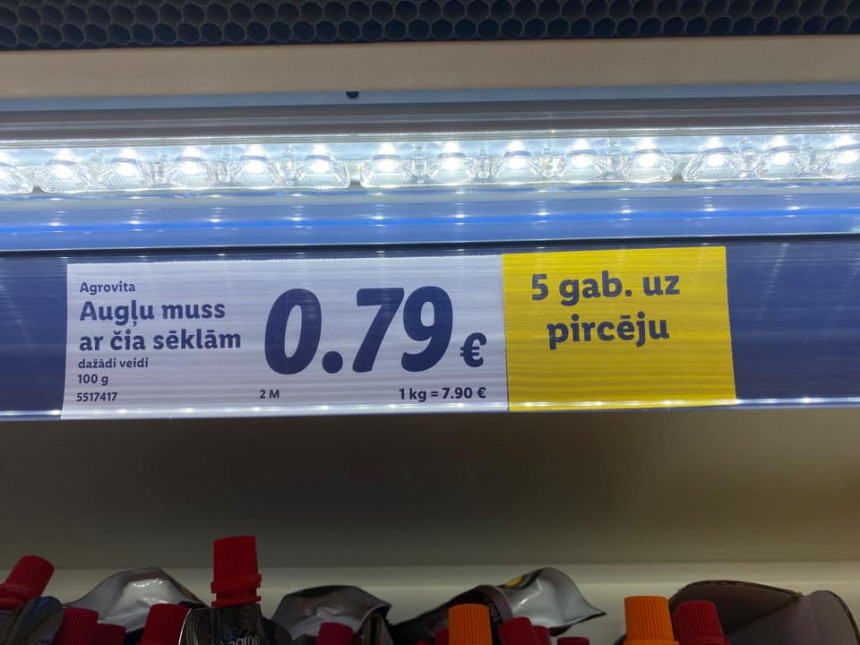 Agrovita
Augļu muss
ar čia sēklām
dažādi veidi
100 g
5517417
0.79 €
2 M
1 kg = 7.90 €
5 gab. uz
pircēju